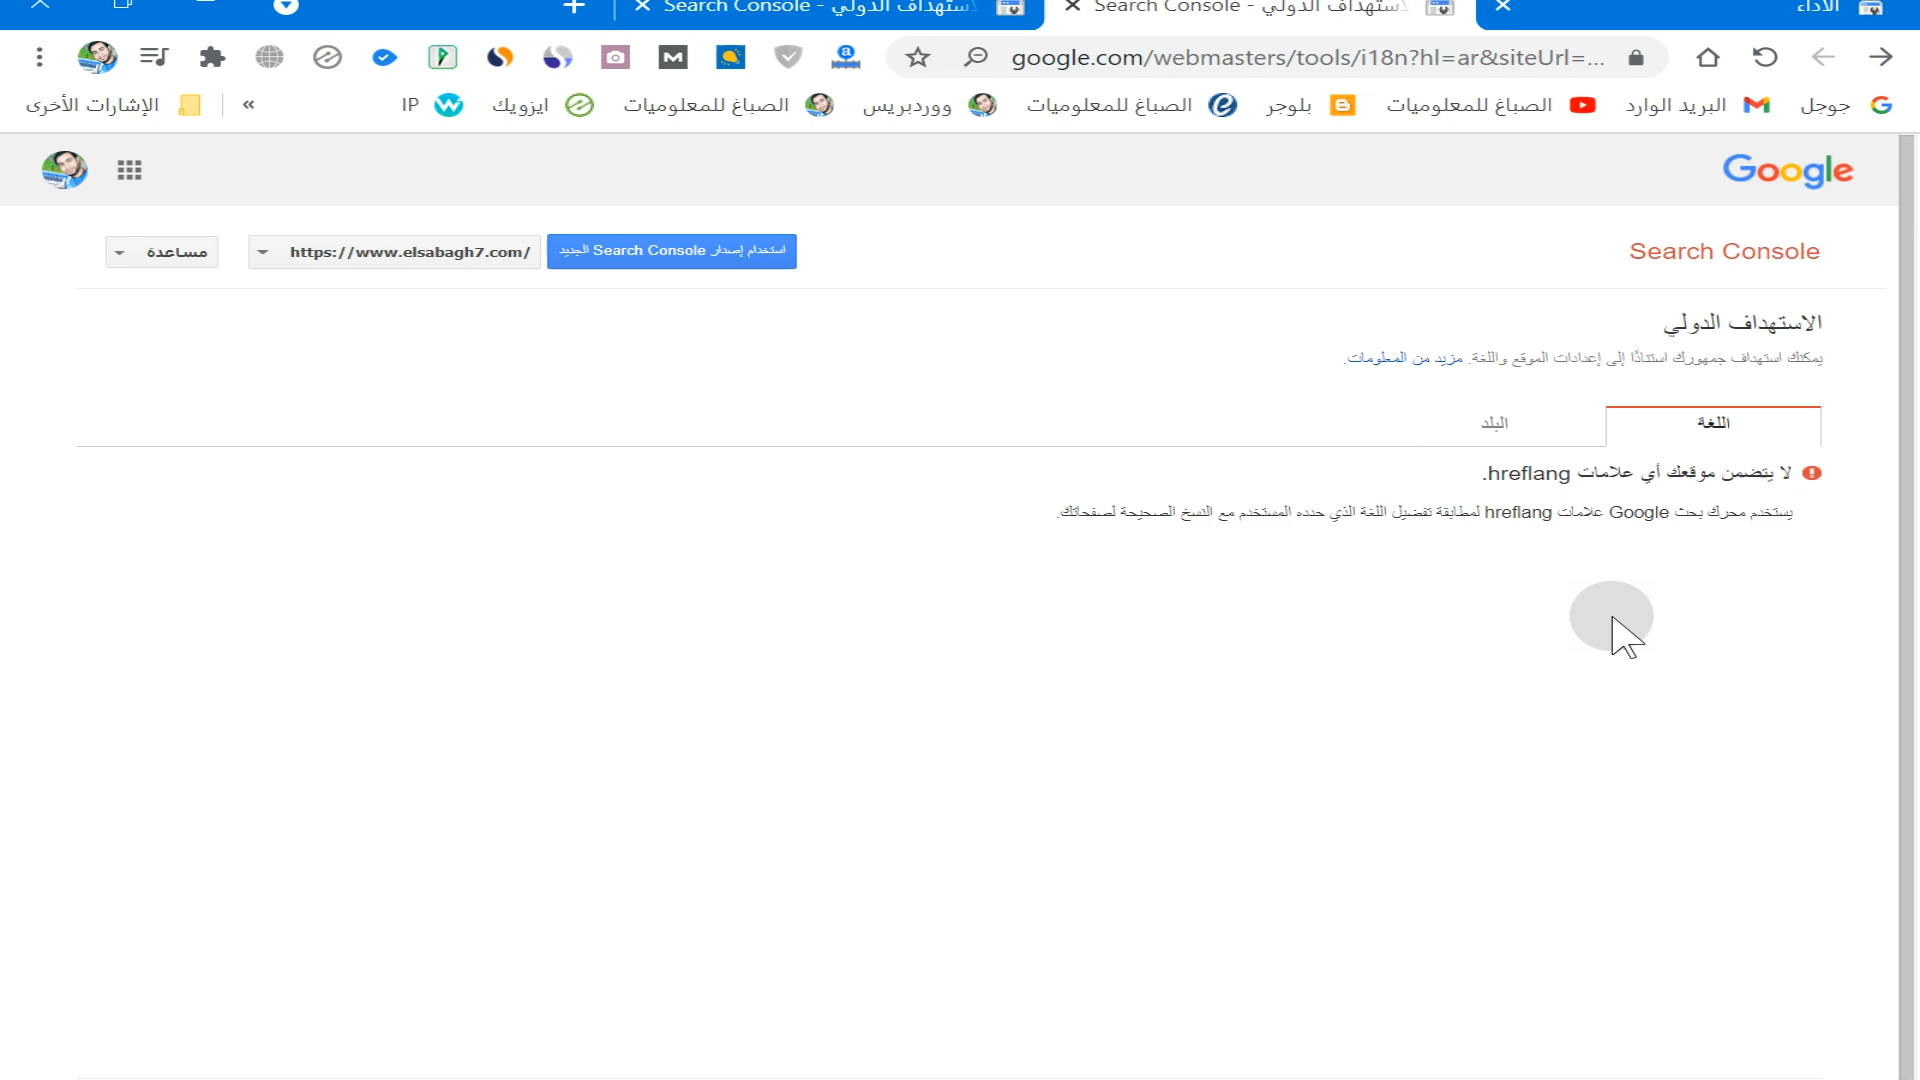 الأداء
Search Console - استهداف الدولي
Search Console - استهداف الدولي
google.com/webmasters/tools/i18n?hl=ar&siteUrl=...
جوجل
البريد الوارد
الصباغ للمعلوميات
بلوجر
الصباغ للمعلوميات
ووردبريس
الصباغ للمعلوميات
ايزويك
IP
»
الإشارات الأخرى
Google
Search Console
استخدام إصدار Search Console الجديد
https://www.elsabagh7.com/
مساعدة
الاستهداف الدولي
يمكنك استهداف جمهورك استنادًا إلى إعدادات الموقع واللغة. مزيد من المعلومات.
اللغة
البلد
لا يتضمن موقعك أي علامات hreflang.
يستخدم محرك بحث Google علامات hreflang لمطابقة تفضيل اللغة الذي حدده المستخدم مع النسخ الصحيحة لصفحاتك.